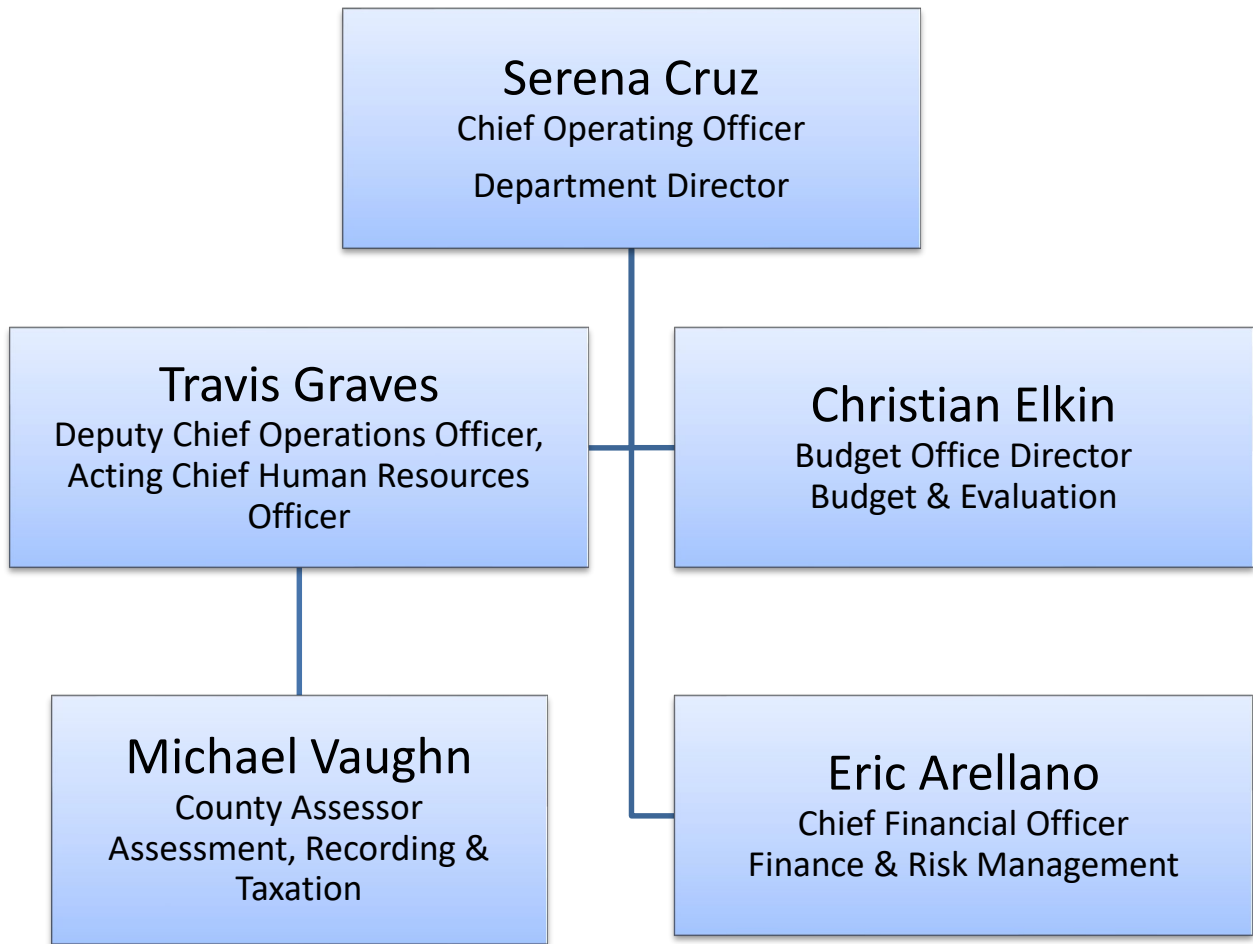 Serena Cruz
Chief Operating Officer
Department Director
Travis Graves
Deputy Chief Operations Officer,
Acting Chief Human Resources
Officer
Christian Elkin
Budget Office Director
Budget & Evaluation
Michael Vaughn
County Assessor
Assessment, Recording &
Taxation
Eric Arellano
Chief Financial Officer
Finance & Risk Management